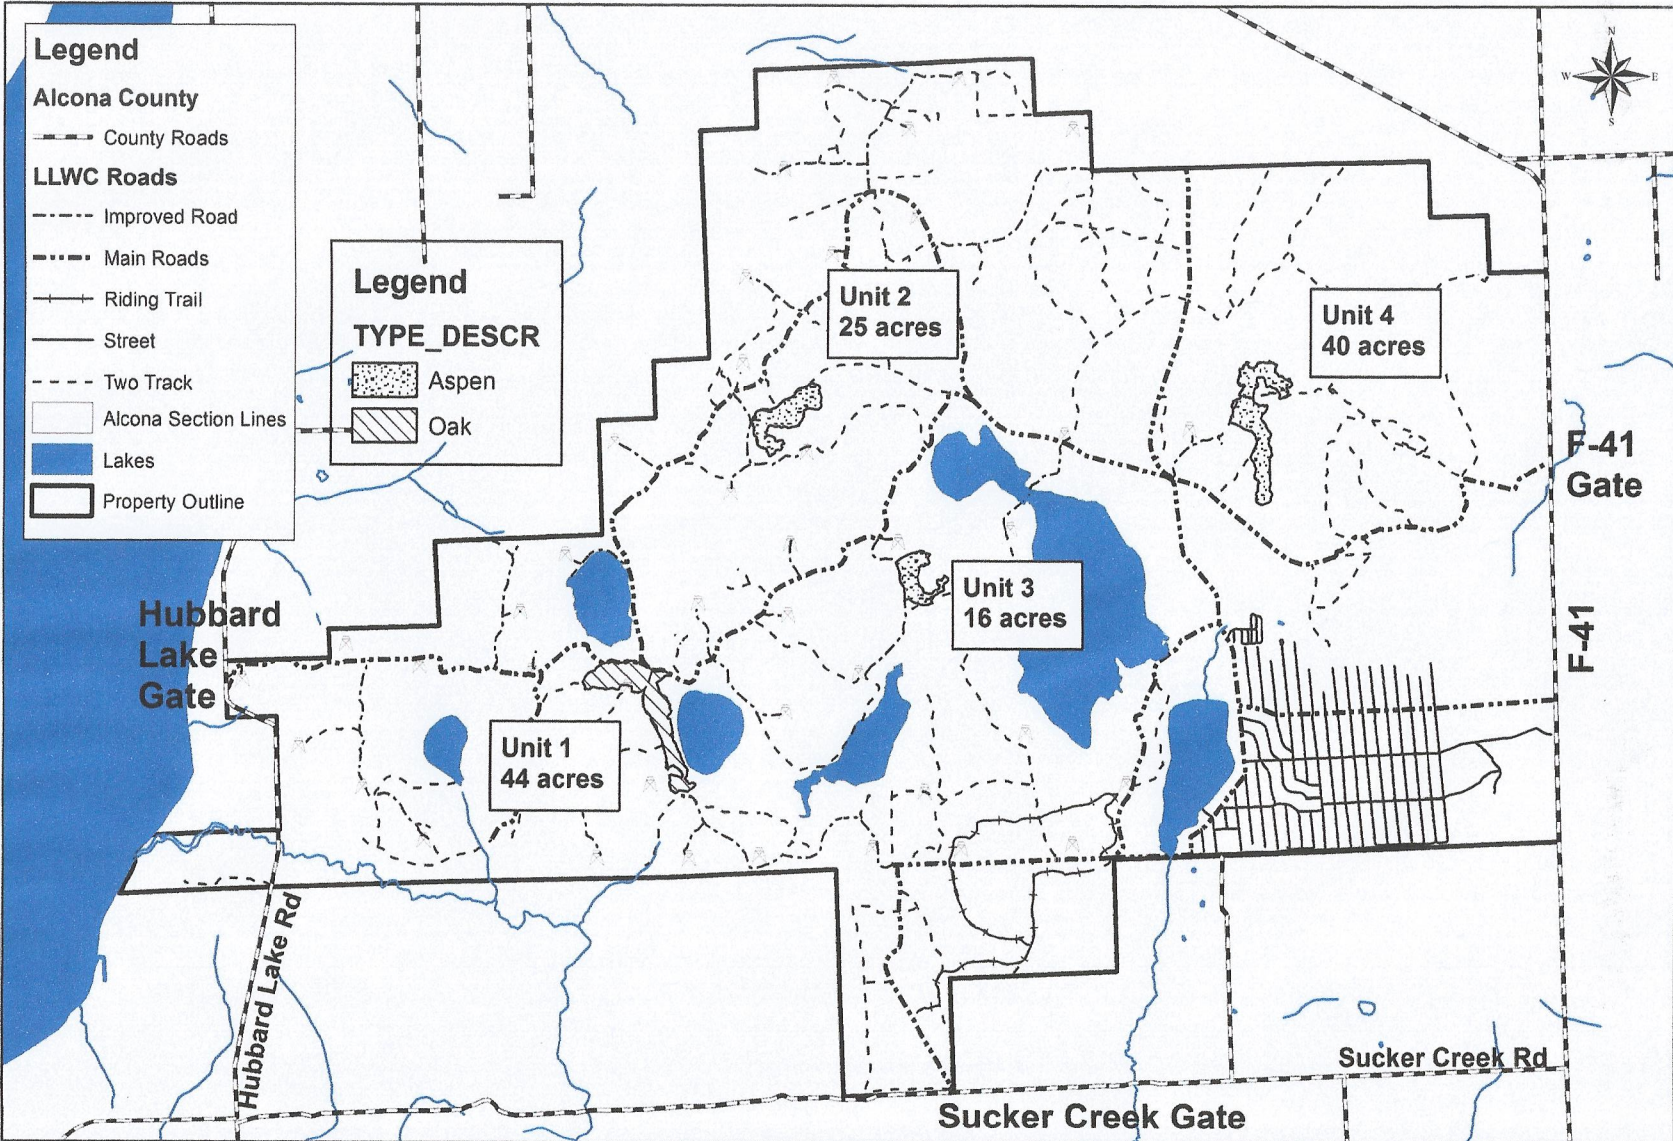 Legend
Alcona County
County Roads
LLWC Roads
Improved Road
Main Roads
Riding Trail
Street
Two Track
Alcona Section Lines
Lakes
Property Outline
Legend
TYPE_DESCR
Aspen
Oak
N
W
E
S
Unit 2
25 acres
Unit 4
40 acres
F-41
Gate
Unit 3
16 acres
Hubbard
Lake
Gate
F-41
Unit 1
44 acres
Hubbard Lake Rd
Sucker Creek Rd
Sucker Creek Gate